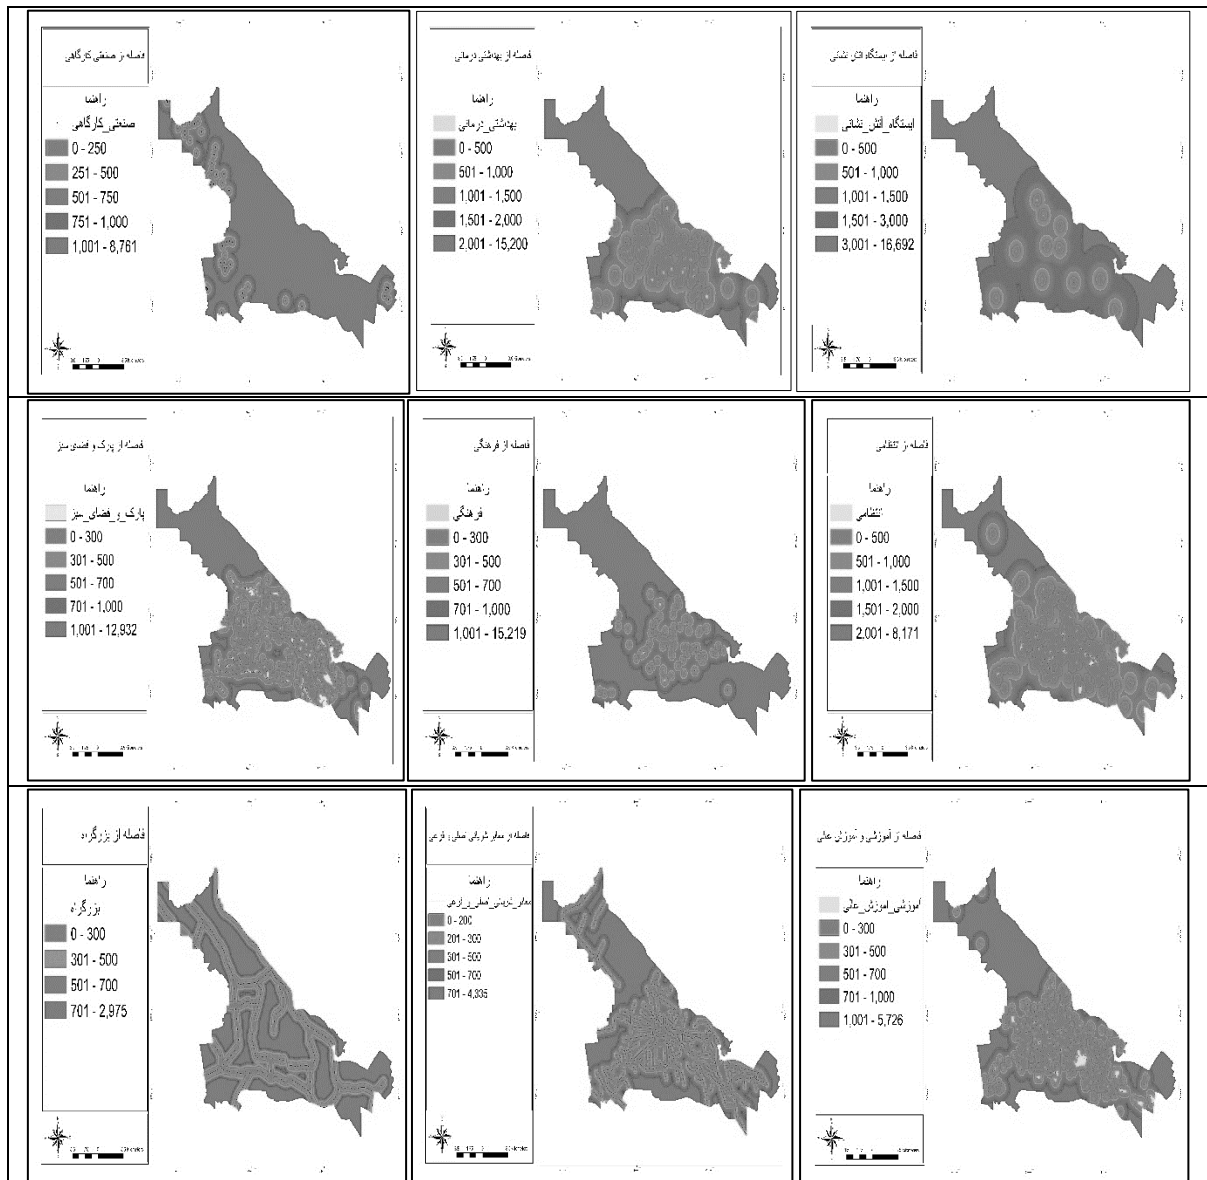 فاصله از صنعتی کارگاهی
راهنما
صنعتی_کارگاهی
0 - 250
251 - 500
501 - 750
751 - 1,000
1,001 - 8,761
فاصله از بهداشتی درمانی
راهنما
بهداشتی_درمانی
0 - 500
501 - 1,000
1,001 - 1,500
1,501 - 2,000
2,001 - 15,200
فاصله از ایستگاه آتش نشانی
راهنما
ایستگاه_آتش_نشانی
0 - 500
501 - 1,000
1,001 - 1,500
1,501 - 3,000
3,001 - 16,692
فاصله از پارک و فضای سبز
راهنما
پارک_و_فضای_سبز
0 - 300
301 - 500
501 - 700
701 - 1,000
1,001 - 12,932
فاصله از فرهنگی
راهنما
فرهنگی
0 - 300
301 - 500
501 - 700
701 - 1,000
1,001 - 15,219
فاصله از انتظامی
راهنما
انتظامی
0 - 500
501 - 1,000
1,001 - 1,500
1,501 - 2,000
2,001 - 8,171
فاصله از بزرگراه
راهنما
بزرگراه
0 - 300
301 - 500
501 - 700
701 - 2,975
فاصله از معابر شریانی اصلی و فرعی
راهنما
معابر_شریانی_اصلی_و_فرعی
0 - 200
201 - 300
301 - 500
501 - 700
701 - 4,335
فاصله از آموزشی و آموزش عالی
راهنما
آموزشی_آموزش_عالی
0 - 300
301 - 500
501 - 700
701 - 1,000
1,001 - 5,726